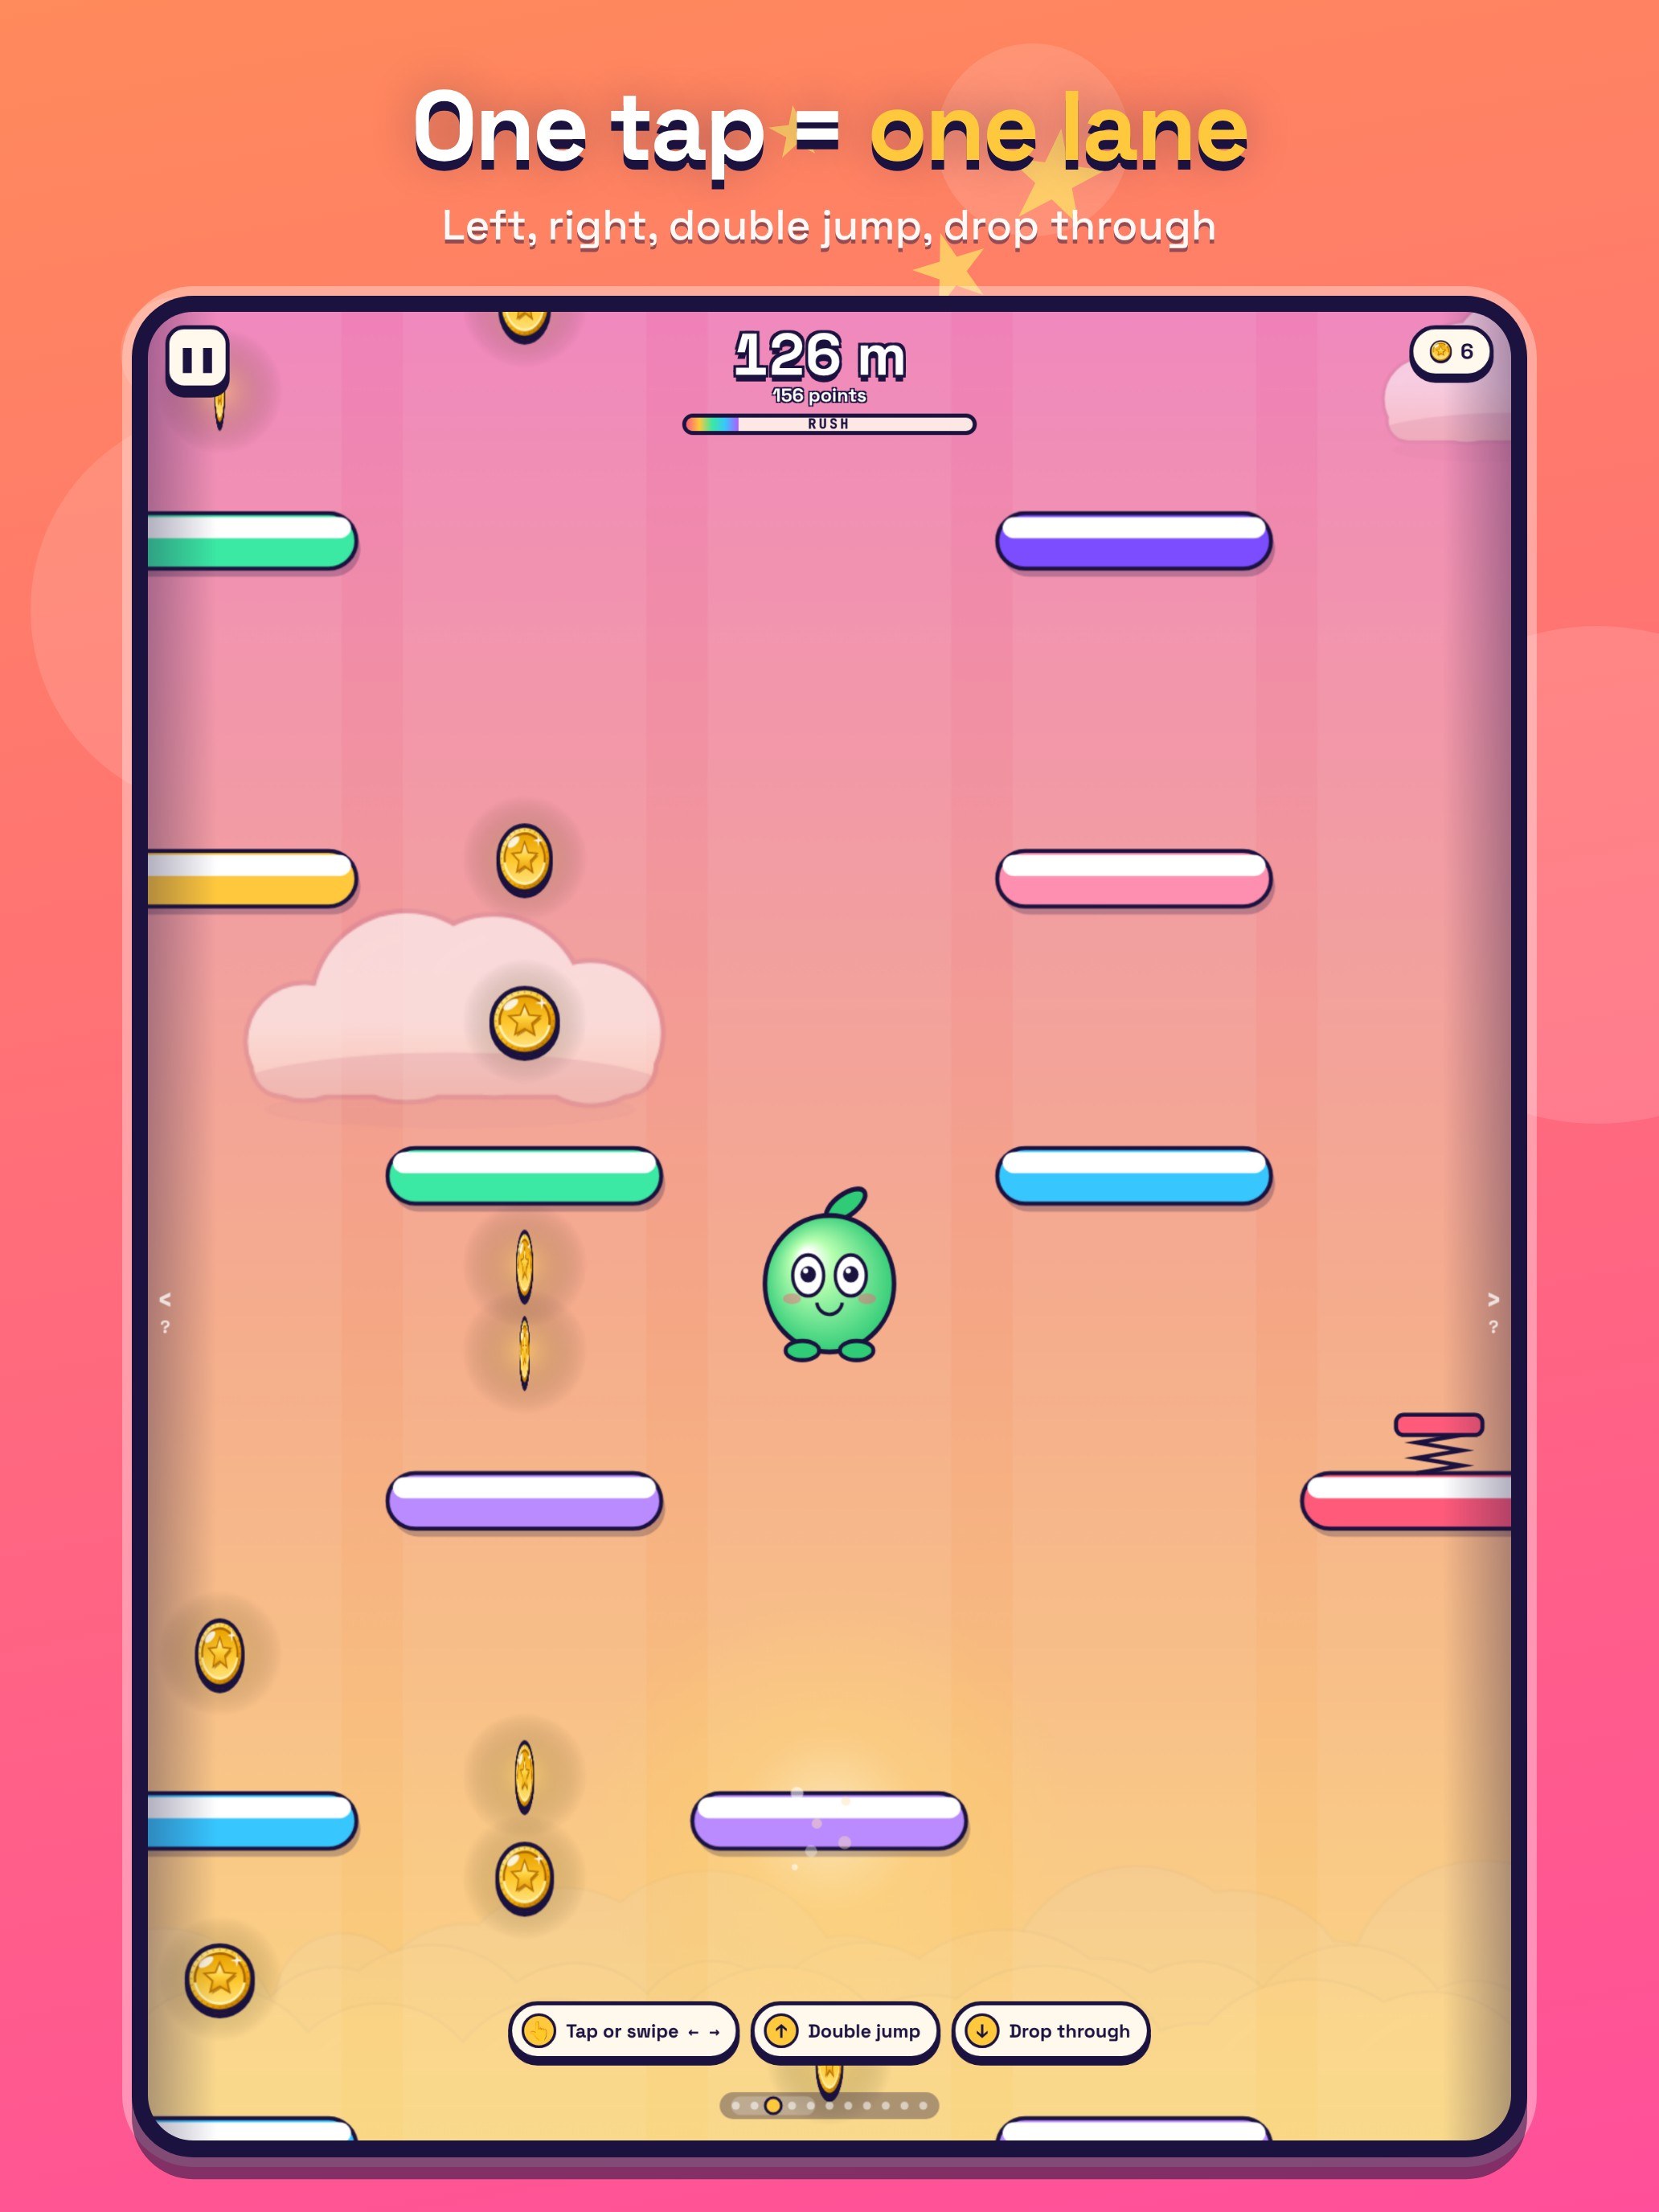 One tap = one lane
Left, right, double jump, drop through
126 m
6
156 points
RUSH
< >
? ?
Tap or swipe ← →
↑ Double jump
↓ Drop through